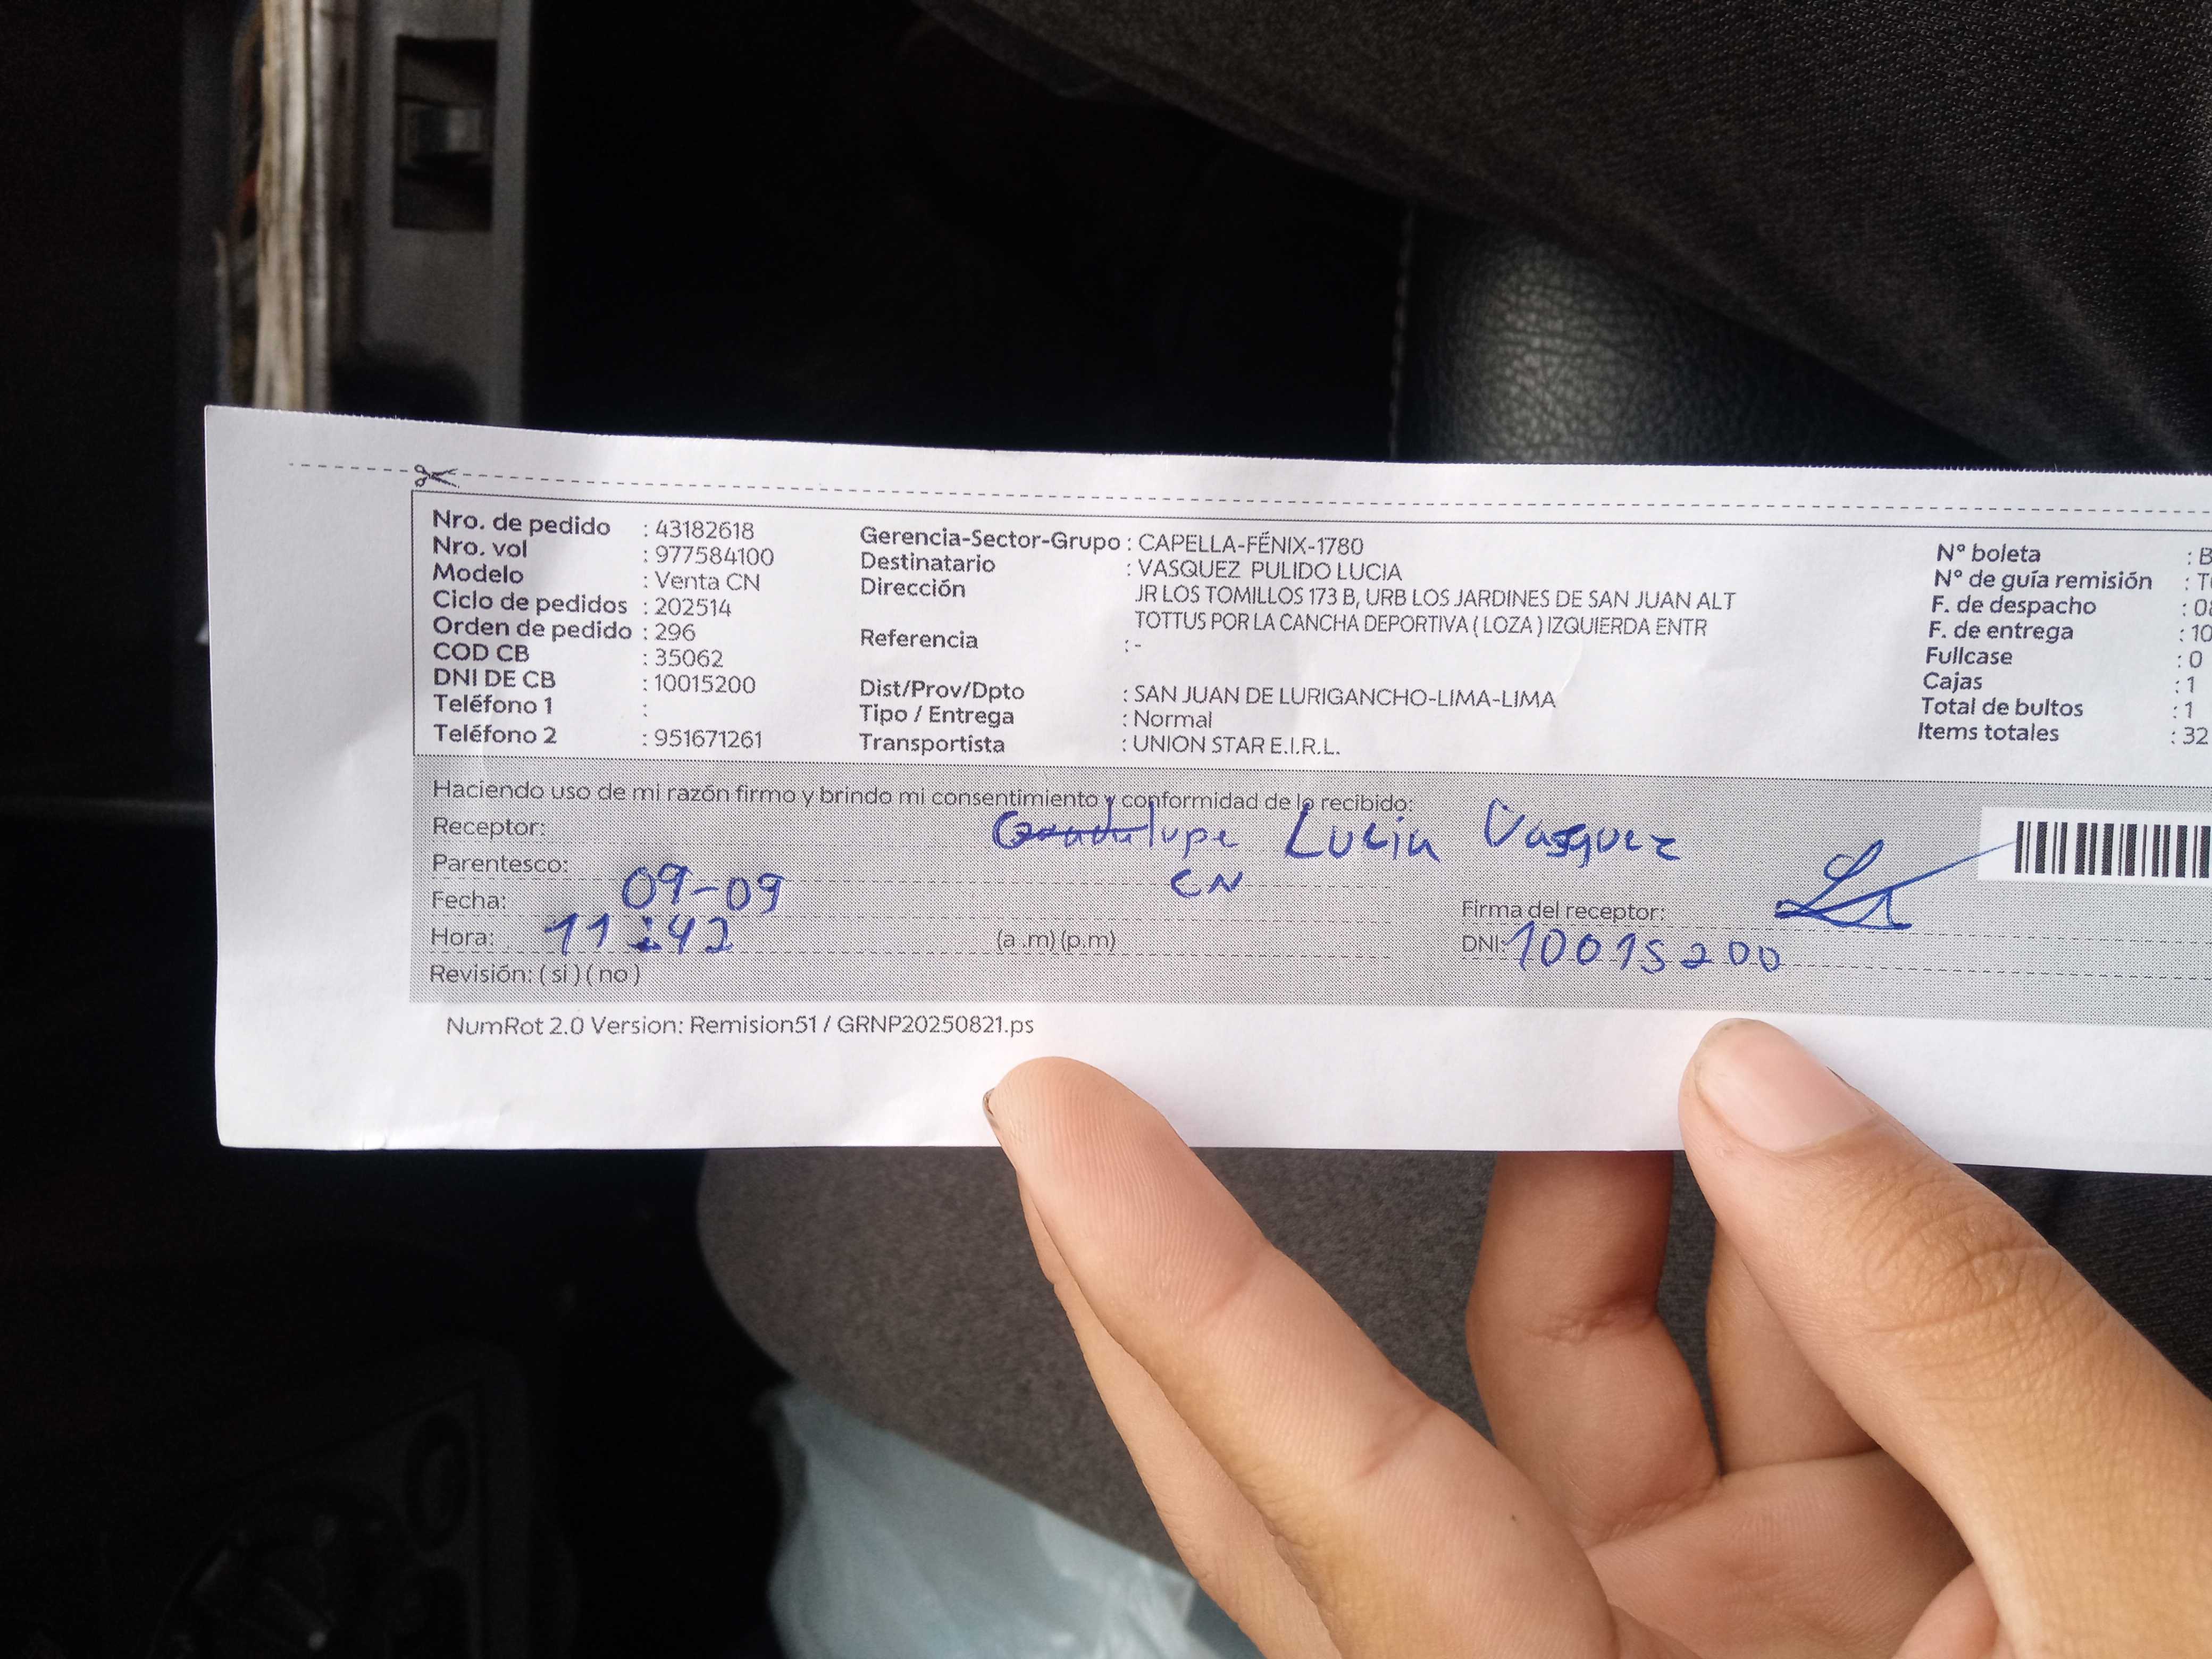 Nro. de pedido : 43182618
Nro. vol : 977584100
Modelo : Venta CN
Ciclo de pedidos : 202514
Orden de pedido : 296
COD CB : 35062
DNI DE CB : 10015200
Teléfono 1 :
Teléfono 2 : 951671261
Gerencia-Sector-Grupo : CAPELLA-FÉNIX-1780
Destinatario : VASQUEZ PULIDO LUCIA
Dirección JR LOS TOMILLOS 173 B, URB LOS JARDINES DE SAN JUAN ALT
TOTTUS POR LA CANCHA DEPORTIVA ( LOZA ) IZQUIERDA ENTR
Referencia : -
Dist/Prov/Dpto : SAN JUAN DE LURIGANCHO-LIMA-LIMA
Tipo / Entrega : Normal
Transportista : UNION STAR E.I.R.L.
N° boleta : B
N° de guía remisión : T
F. de despacho : 0
F. de entrega : 10
Fullcase : 0
Cajas : 1
Total de bultos : 1
Items totales : 32
Haciendo uso de mi razón firmo y brindo mi consentimiento y conformidad de lo recibido:
Receptor: Guadalupe Lucia Vasquez
Parentesco: CN
Fecha: 09-09
Hora: 11:42 (a .m) (p.m)
Revisión: ( si ) ( no )
Firma del receptor:
DNI: 10015200
NumRot 2.0 Version: Remision51 / GRNP20250821.ps